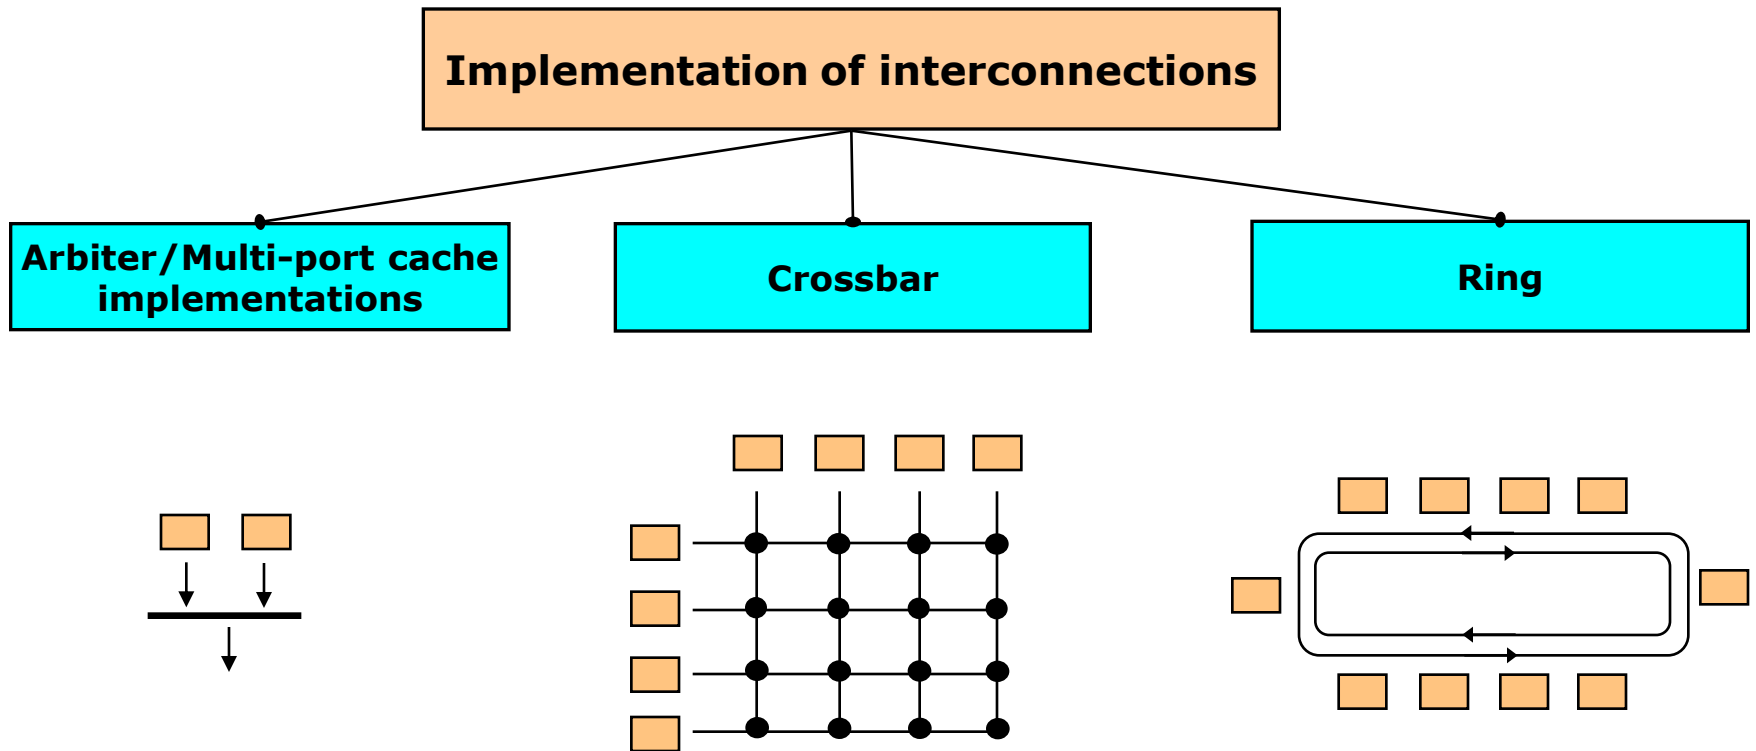 Implementation of interconnections
Arbiter/Multi-port cache
implementations
Crossbar
Ring